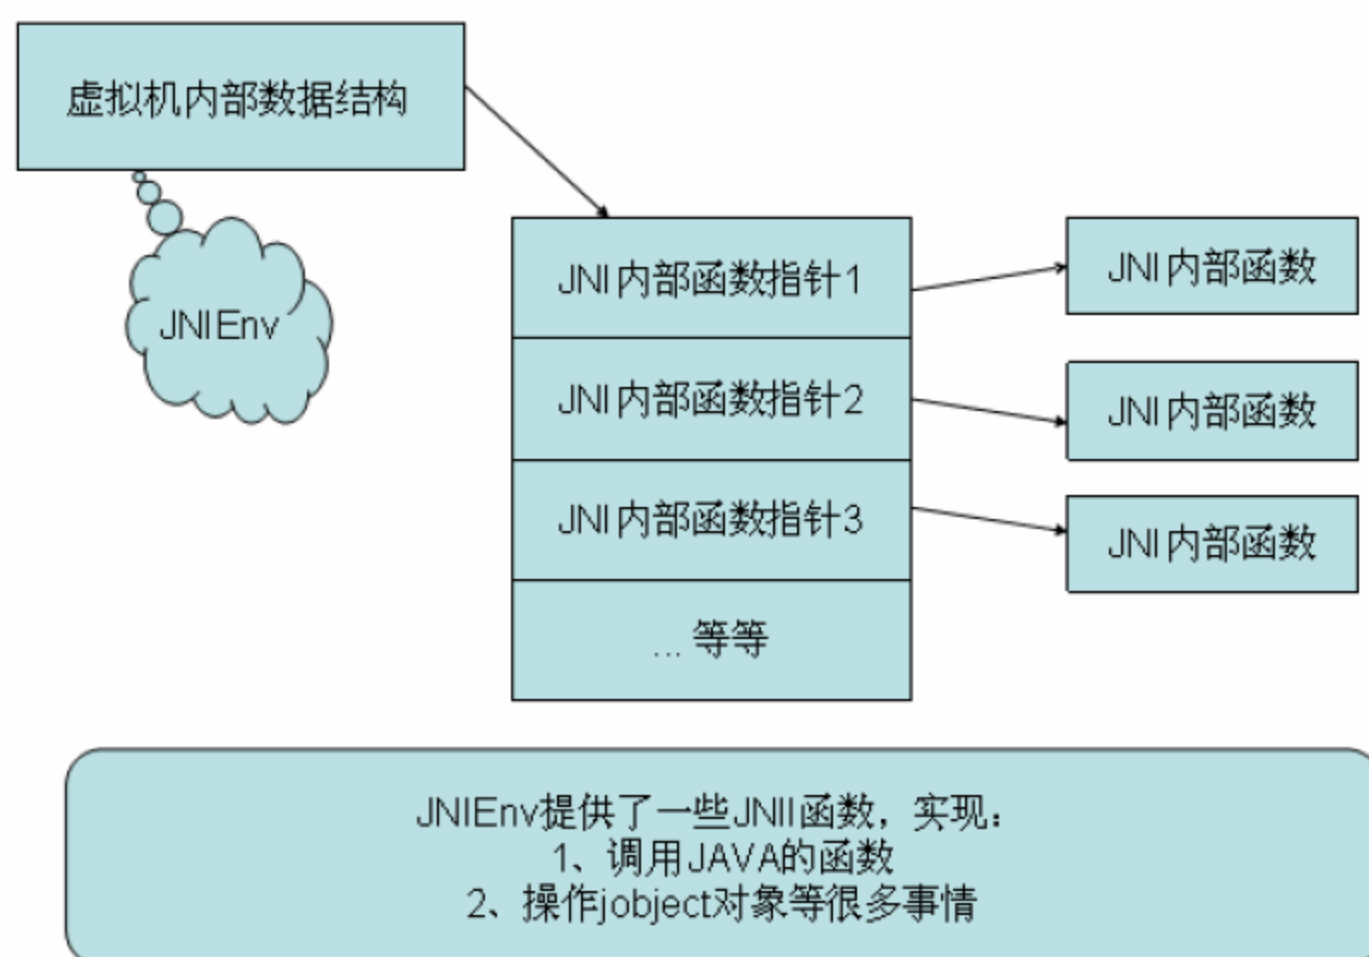 虚拟机内部数据结构
JNIEnv
JNI内部函数指针1
JNI内部函数
JNI内部函数指针2
JNI内部函数
JNI内部函数指针3
JNI内部函数
... 等等
JNIEnv提供了一些JNII函数，实现：
1、调用JAVA的函数
2、操作jobject对象等很多事情